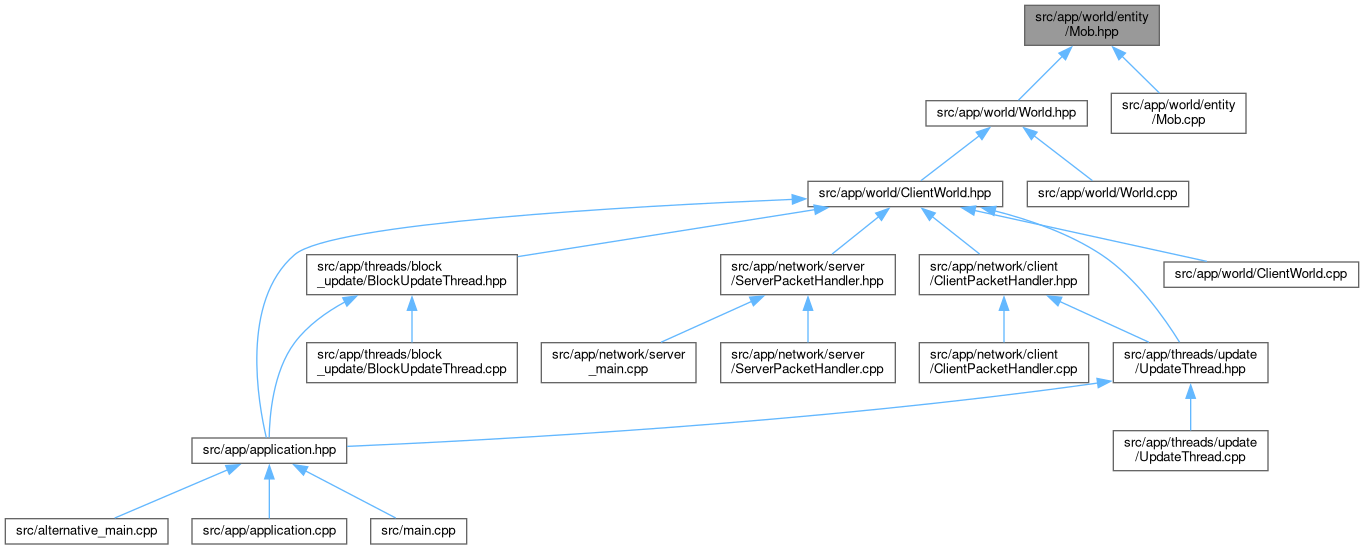 src/app/world/entity
/Mob.hpp
src/app/world/World.hpp
src/app/world/entity
/Mob.cpp
src/app/world/ClientWorld.hpp
src/app/world/World.cpp
src/app/threads/block
_update/BlockUpdateThread.hpp
src/app/network/server
/ServerPacketHandler.hpp
src/app/network/client
/ClientPacketHandler.hpp
src/app/world/ClientWorld.cpp
src/app/threads/block
_update/BlockUpdateThread.cpp
src/app/network/server
_main.cpp
src/app/network/server
/ServerPacketHandler.cpp
src/app/network/client
/ClientPacketHandler.cpp
src/app/threads/update
/UpdateThread.hpp
src/app/application.hpp
src/app/threads/update
/UpdateThread.cpp
src/alternative_main.cpp
src/app/application.cpp
src/main.cpp